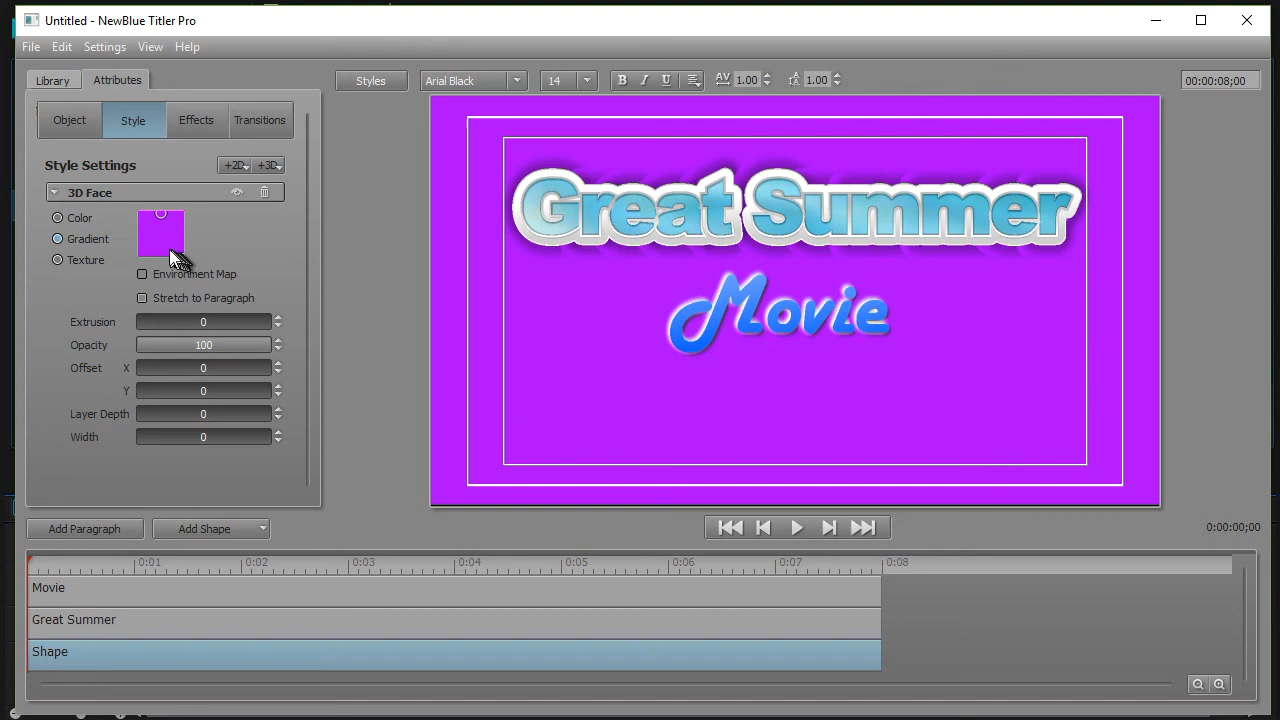 Untitled - NewBlue Titler Pro
File Edit Settings View Help
Library Attributes Styles Arial Black 14 B I U AV 1.00 A 1.00 00:00:08;00
Object Style Effects Transitions
Style Settings +2D +3D
3D Face
Color
Gradient
Texture
Environment Map
Stretch to Paragraph
Extrusion 0
Opacity 100
Offset X 0
Y 0
Layer Depth 0
Width 0
Great Summer
Movie
Add Paragraph Add Shape 0:00:00;00
0:01 0:02 0:03 0:04 0:05 0:06 0:07 0:08
Movie
Great Summer
Shape